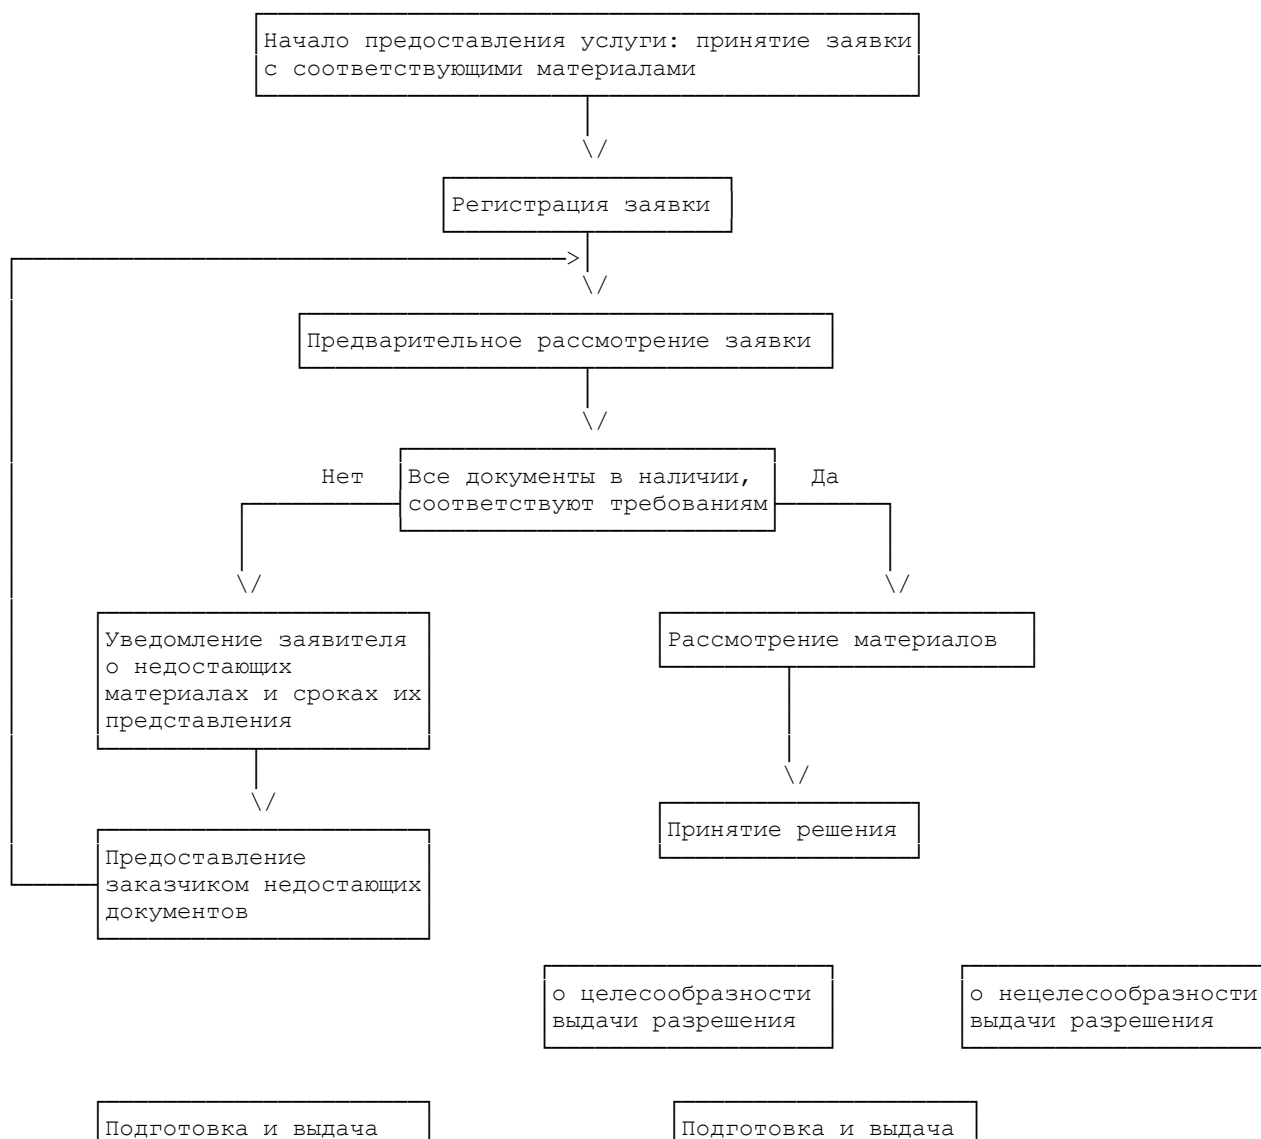 Начало предоставления услуги: принятие заявки
с соответствующими материалами
Регистрация заявки
Предварительное рассмотрение заявки
Нет
Все документы в наличии,
соответствуют требованиям
Да
Уведомление заявителя
о недостающих
материалах и сроках их
представления
Рассмотрение материалов
Принятие решения
Предоставление
заказчиком недостающих
документов
о целесообразности
выдачи разрешения
о нецелесообразности
выдачи разрешения
Подготовка и выдача
Подготовка и выдача